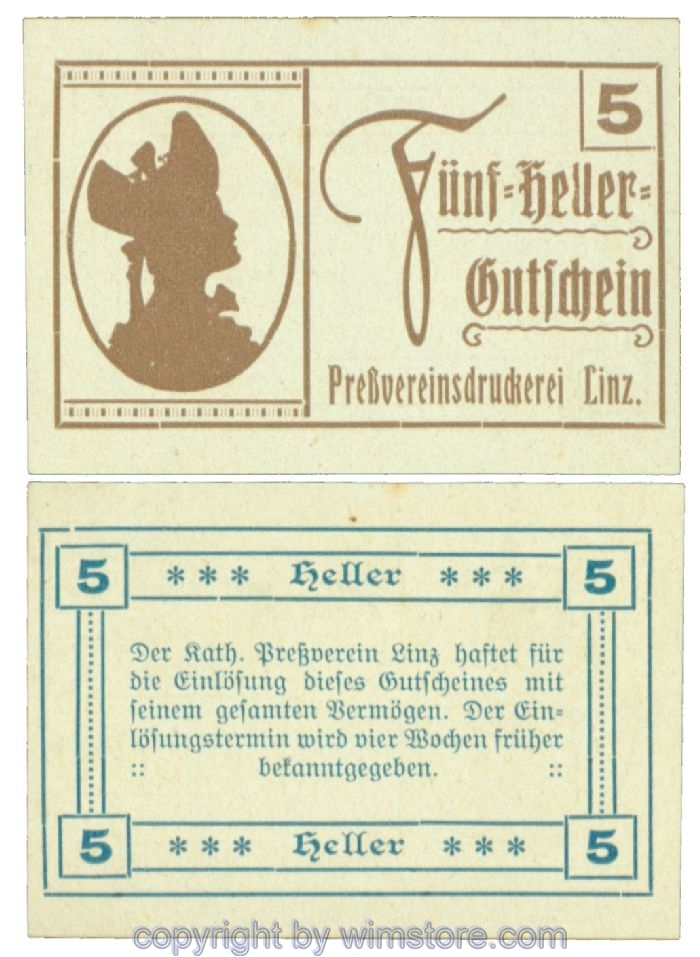 5
Fünf-Heller-
Gutschein
Preßvereinsdruckerei Linz.
5 *** Heller *** 5
Der Kath. Preßverein Linz haftet für
die Einlösung dieses Gutscheines mit
seinem gesamten Vermögen. Der Ein-
lösungstermin wird vier Wochen früher
:: bekanntgegeben. ::
5 *** Heller *** 5
copyright by wimstore.com